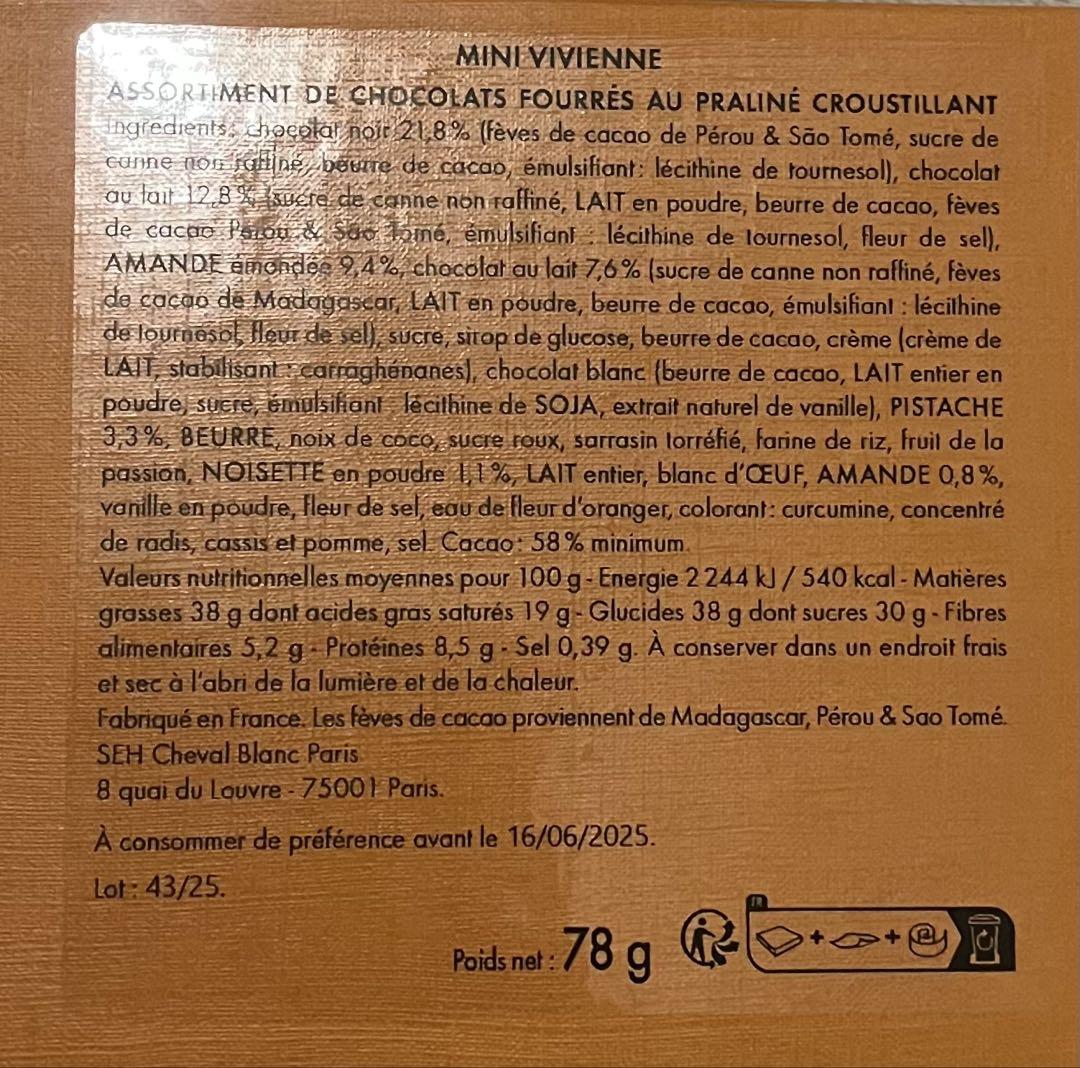 MINI VIVIENNE
ASSORTIMENT DE CHOCOLATS FOURRÉS AU PRALINÉ CROUSTILLANT
Ingrédients : chocolat noir 21,8% (fèves de cacao de Pérou & São Tomé, sucre de
canne non raffiné, beurre de cacao, émulsifiant: lécithine de tournesol), chocolat
au lait 12,8% (sucre de canne non raffiné, LAIT en poudre, beurre de cacao, fèves
de cacao Pérou & São Tomé, émulsifiant : lécithine de tournesol, fleur de sel),
AMANDE émondée 9,4%, chocolat au lait 7,6% (sucre de canne non raffiné, fèves
de cacao de Madagascar, LAIT en poudre, beurre de cacao, émulsifiant : lécithine
de tournesol, fleur de sel), sucre, sirop de glucose, beurre de cacao, crème (crème de
LAIT, stabilisant : carraghénanes), chocolat blanc (beurre de cacao, LAIT entier en
poudre, sucre, émulsifiant : lécithine de SOJA, extrait naturel de vanille), PISTACHE
3,3%, BEURRE, noix de coco, sucre roux, sarrasin torréfié, farine de riz, fruit de la
passion, NOISETTE en poudre 1,1%, LAIT entier, blanc d'ŒUF, AMANDE 0,8%,
vanille en poudre, fleur de sel, eau de fleur d'oranger, colorant: curcumine, concentré
de radis, cassis et pomme, sel. Cacao: 58% minimum.
Valeurs nutritionnelles moyennes pour 100 g - Energie 2 244 kJ / 540 kcal - Matières
grasses 38 g dont acides gras saturés 19 g - Glucides 38 g dont sucres 30 g - Fibres
alimentaires 5,2 g - Protéines 8,5 g - Sel 0,39 g. À conserver dans un endroit frais
et sec à l'abri de la lumière et de la chaleur.
Fabriqué en France. Les fèves de cacao proviennent de Madagascar, Pérou & Sao Tomé.
SEH Cheval Blanc Paris
8 quai du Louvre - 75001 Paris.
À consommer de préférence avant le 16/06/2025.
Lot : 43/25.
FR
Poids net : 78 g